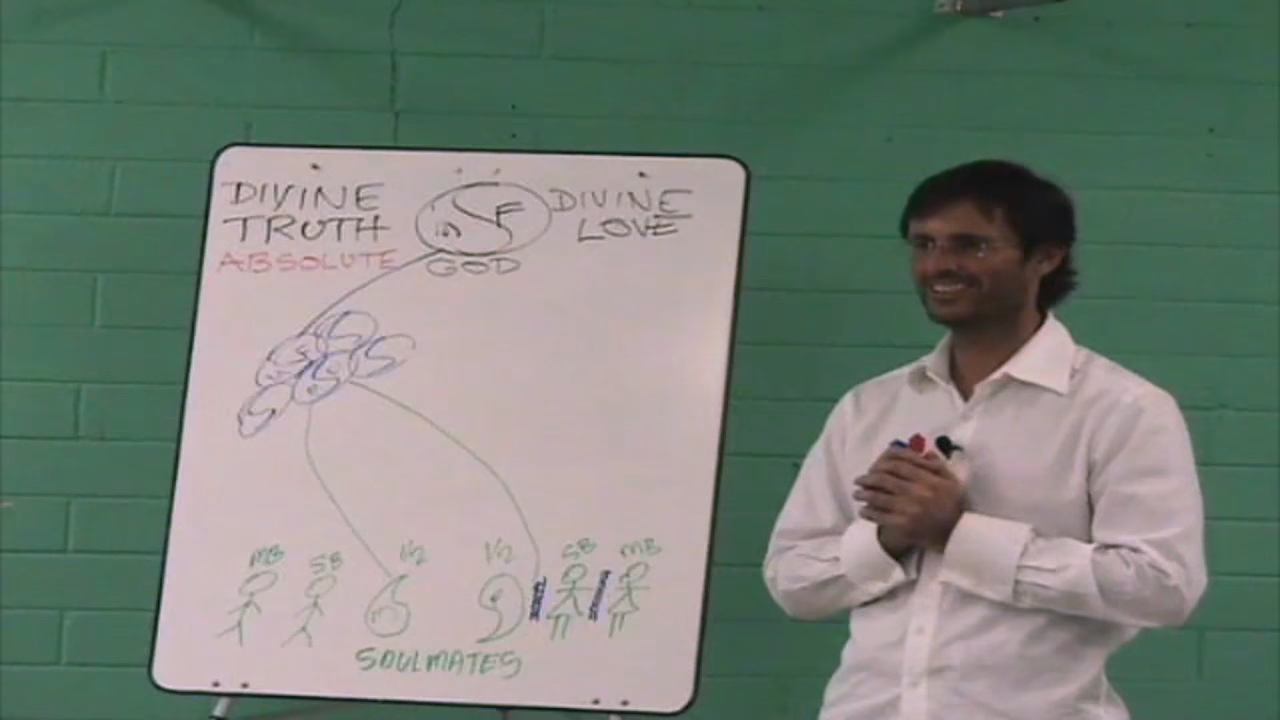 DIVINE
TRUTH
ABSOLUTE
F
GOD
DIVINE
LOVE
MB SB 1/2 1/2 SB MB
SOULMATES